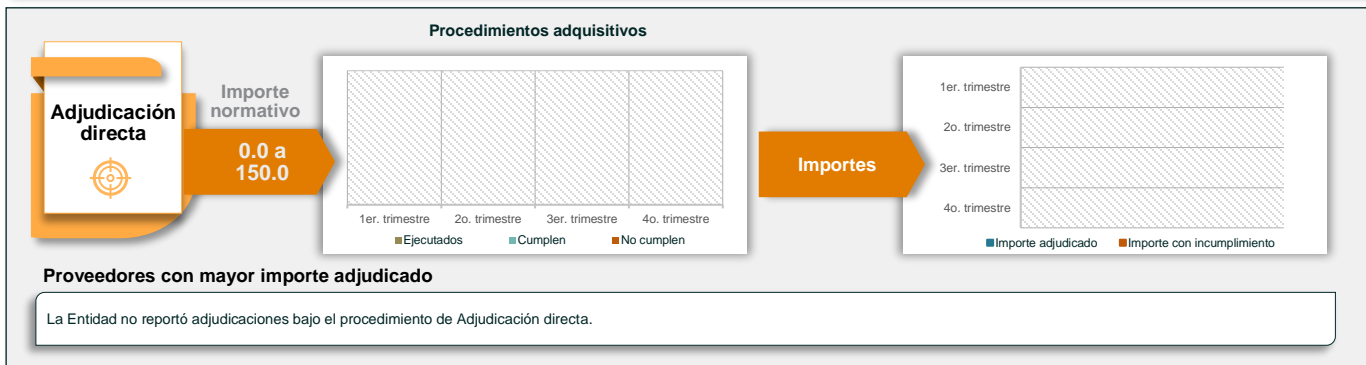 Procedimientos adquisitivos
Adjudicación
directa
Importe
normativo
0.0 a
150.0
1er. trimestre
2o. trimestre
3er. trimestre
4o. trimestre
Ejecutados
Cumplen
No cumplen
Importes
1er. trimestre
2o. trimestre
3er. trimestre
4o. trimestre
Importe adjudicado
Importe con incumplimiento
Proveedores con mayor importe adjudicado
La Entidad no reportó adjudicaciones bajo el procedimiento de Adjudicación directa.